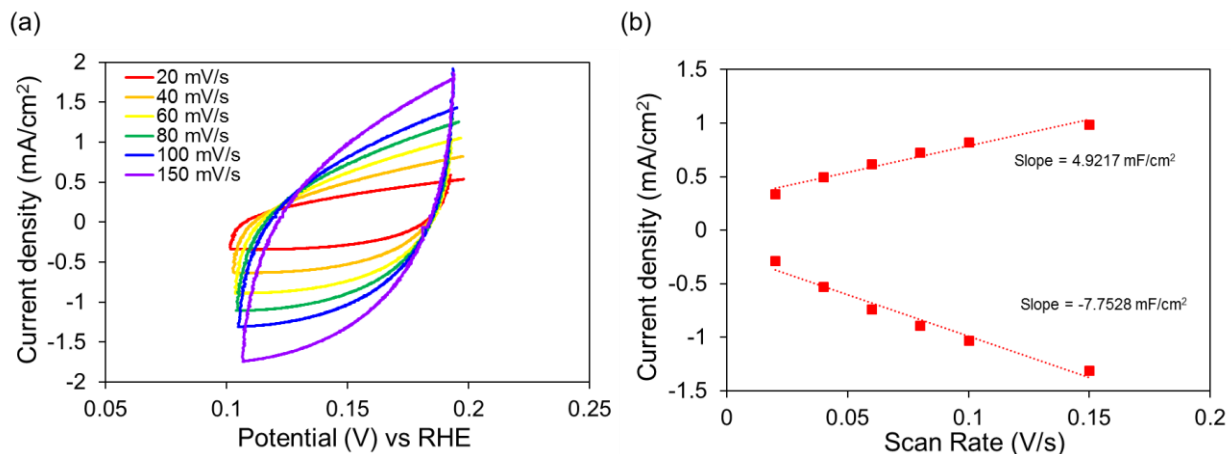 (a)
2
1.5
1
0.5
0
-0.5
-1
-1.5
-2
20 mV/s
40 mV/s
60 mV/s
80 mV/s
100 mV/s
150 mV/s
0.05
0.1
0.15
0.2
0.25
Current density (mA/cm²)
Potential (V) vs RHE
(b)
1.5
1
0.5
0
-0.5
-1
-1.5
Slope = 4.9217 mF/cm²
Slope = -7.7528 mF/cm²
0
0.05
0.1
0.15
0.2
Current density (mA/cm²)
Scan Rate (V/s)